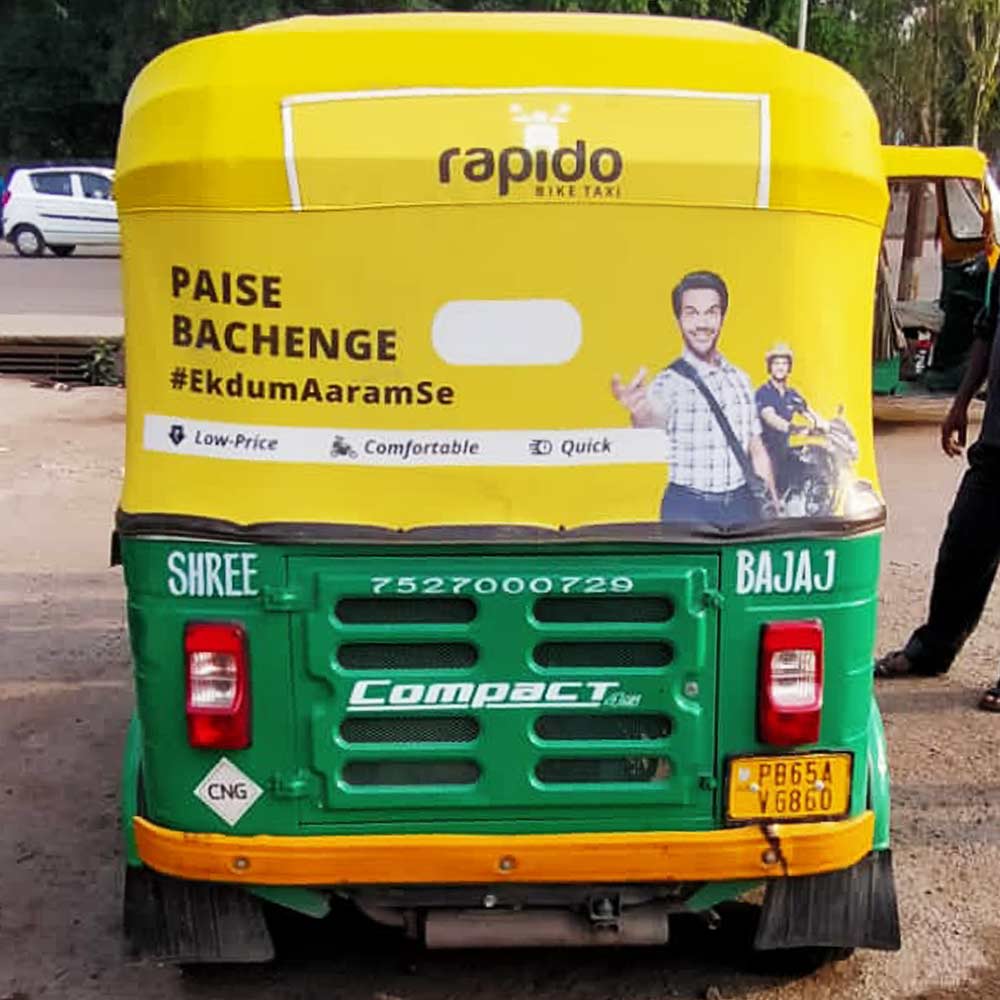 rapido
BIKE TAXI
PAISE
BACHENGE
#EkdumAaramSe
Low-Price Comfortable Quick
SHREE BAJAJ
7527000729
Compact
CNG
PB65A
V6860